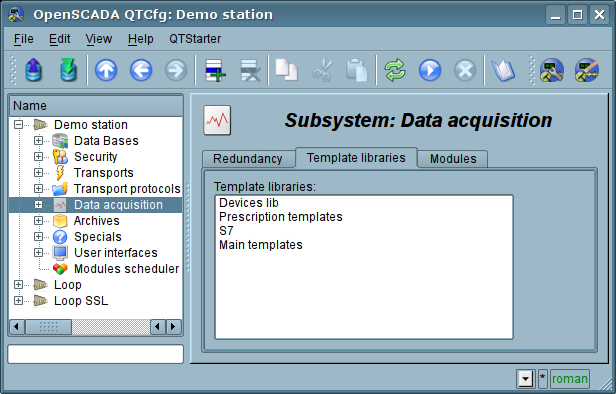 OpenSCADA QTCfg: Demo station
File Edit View Help QTStarter
Name
Demo station
Data Bases
Security
Transports
Transport protocols
Data acquisition
Archives
Specials
User interfaces
Modules scheduler
Loop
Loop SSL
Subsystem: Data acquisition
Redundancy Template libraries Modules
Template libraries:
Devices lib
Prescription templates
S7
Main templates
* roman